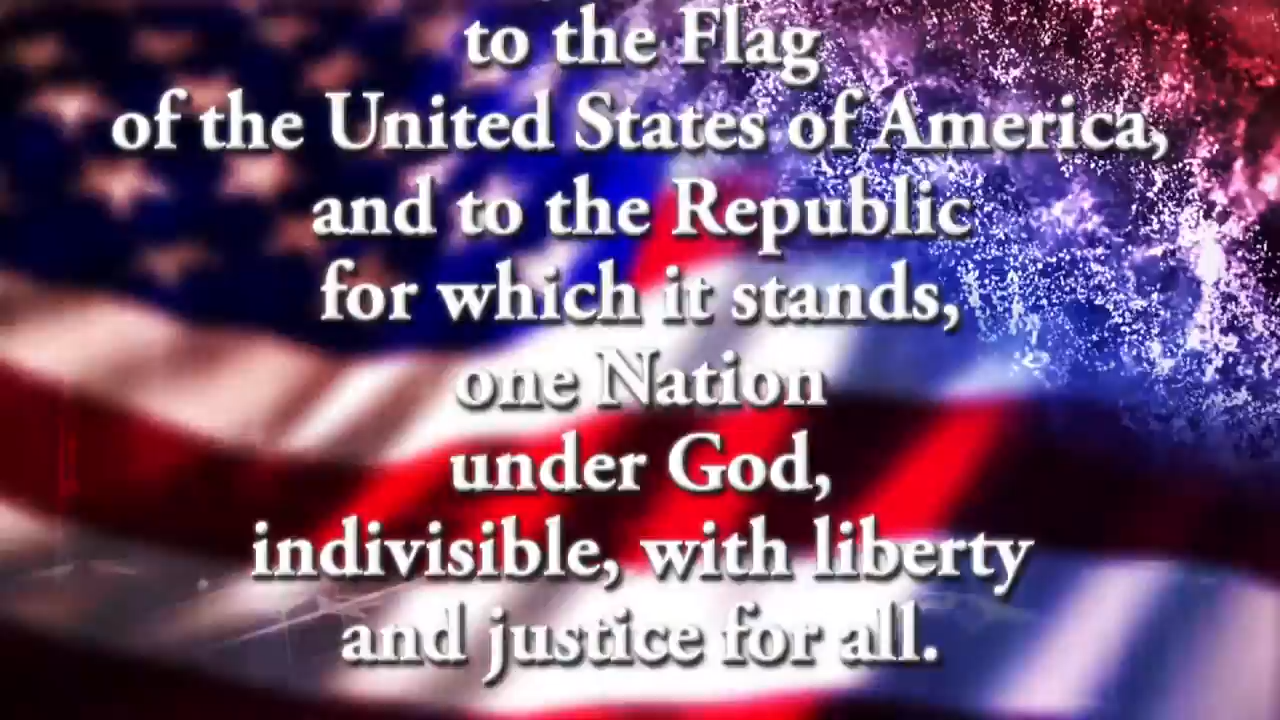 to the Flag
of the United States of America,
and to the Republic
for which it stands,
one Nation
under God,
indivisible, with liberty
and justice for all.